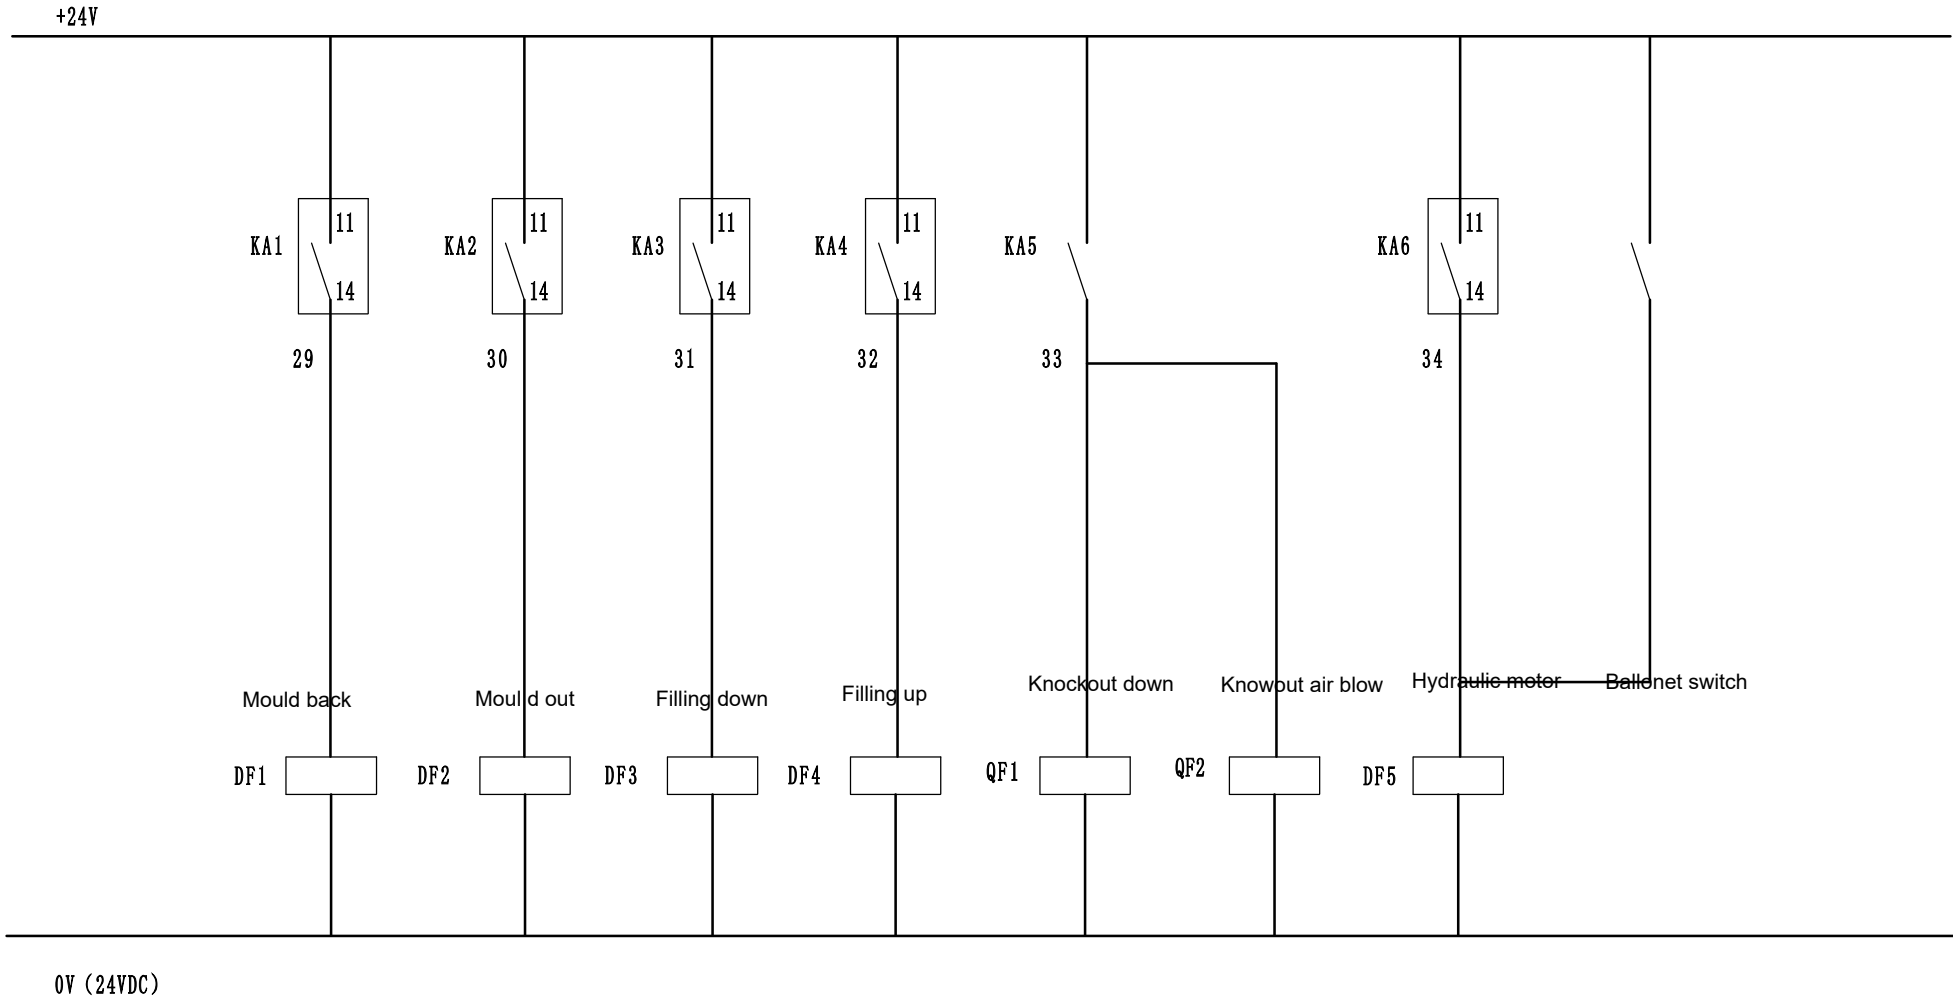 +24V
11 11 11 11 11
KA1 KA2 KA3 KA4 KA5 KA6
14 14 14 14 14
29 30 31 32 33 34
Mould back Moul d out Filling down Filling up Knockout down Knowout air blow Hydraulic motor Ballonet switch
DF1 DF2 DF3 DF4 QF1 QF2 DF5
0V (24VDC)